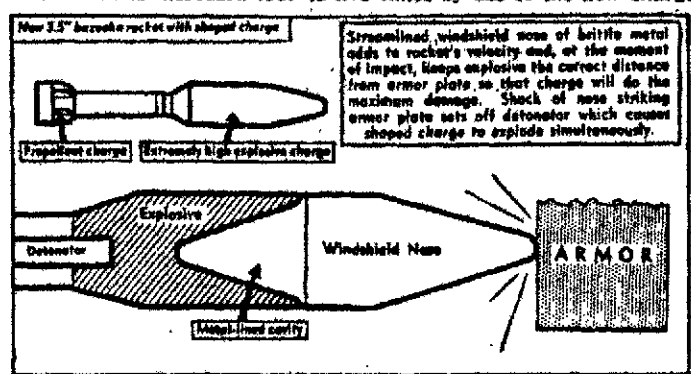 New 3.5" bazooka rocket with shaped charge
Streamlined windshield nose of brittle metal
adds to rocket's velocity and, at the moment
of impact, keeps explosive the correct distance
from armor plate so that charge will do the
maximum damage. Shock of nose striking
armor plate sets off detonator which causes
shaped charge to explode simultaneously.
Propellent charge
Extremely high explosive charge
Explosive
Detonator
Windshield Nose
ARMOR
Metal-lined cavity